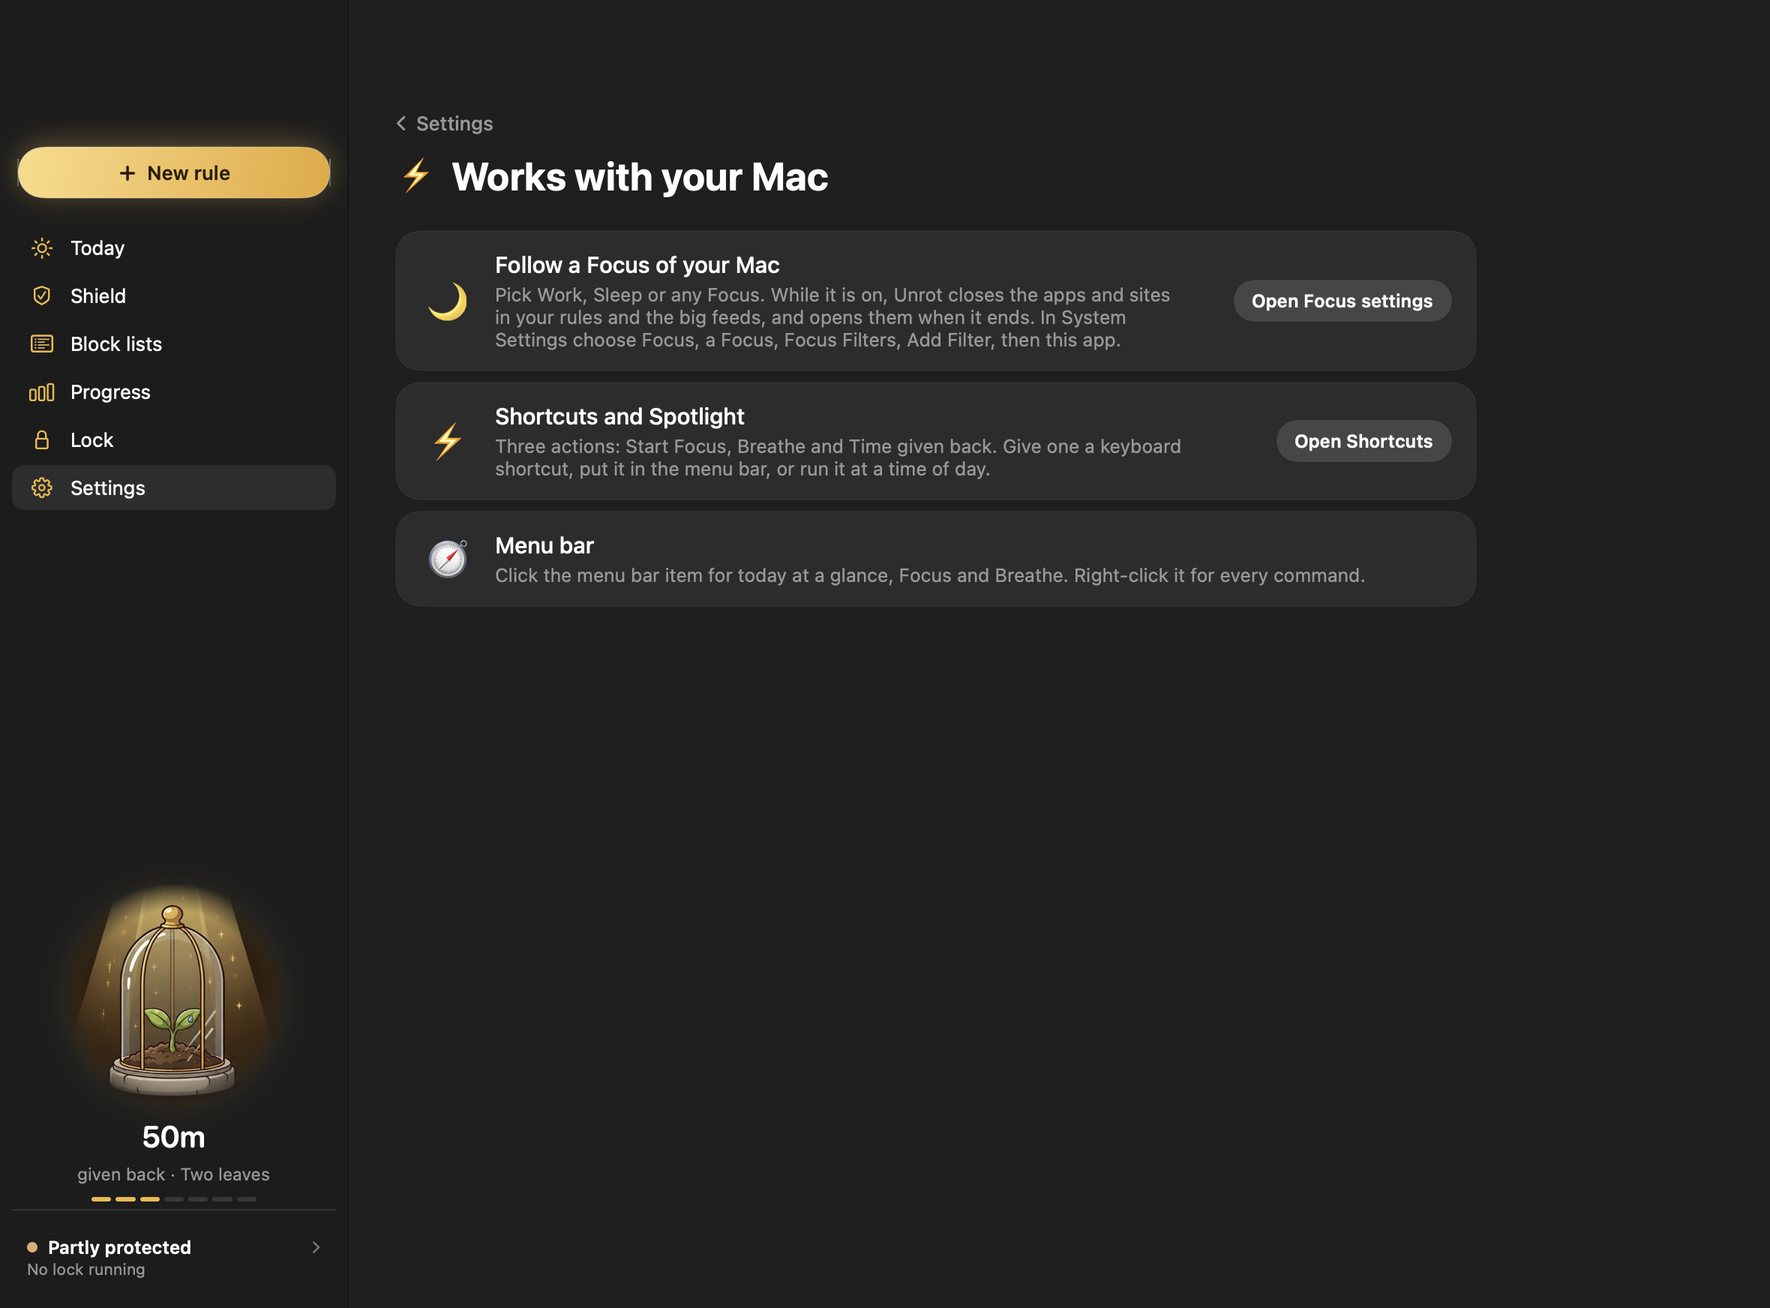 New rule
Today
Shield
Block lists
Progress
Lock
Settings
50m
given back · Two leaves
Partly protected
No lock running
Settings
Works with your Mac
Follow a Focus of your Mac
Pick Work, Sleep or any Focus. While it is on, Unrot closes the apps and sites
in your rules and the big feeds, and opens them when it ends. In System
Settings choose Focus, a Focus, Focus Filters, Add Filter, then this app.
Open Focus settings
Shortcuts and Spotlight
Three actions: Start Focus, Breathe and Time given back. Give one a keyboard
shortcut, put it in the menu bar, or run it at a time of day.
Open Shortcuts
Menu bar
Click the menu bar item for today at a glance, Focus and Breathe. Right-click it for every command.